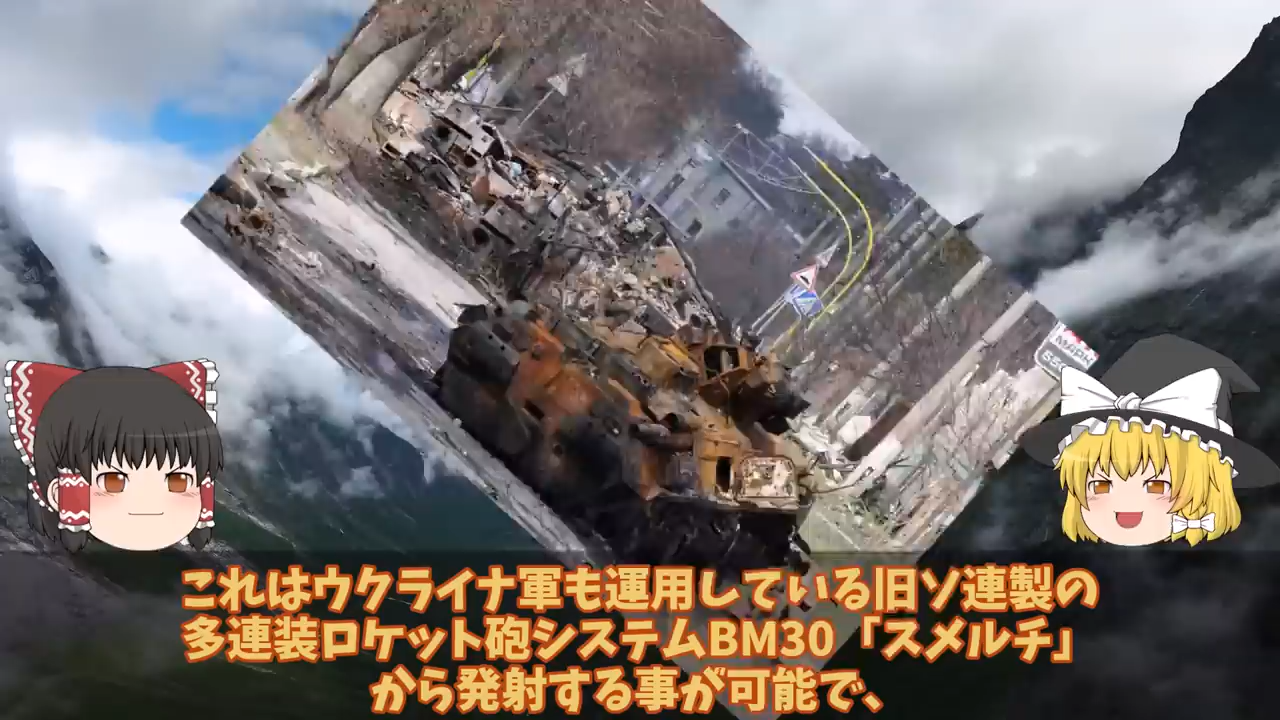 これはウクライナ軍も運用している旧ソ連製の
多連装ロケット砲システムBM30「スメルチ」
から発射する事が可能で、